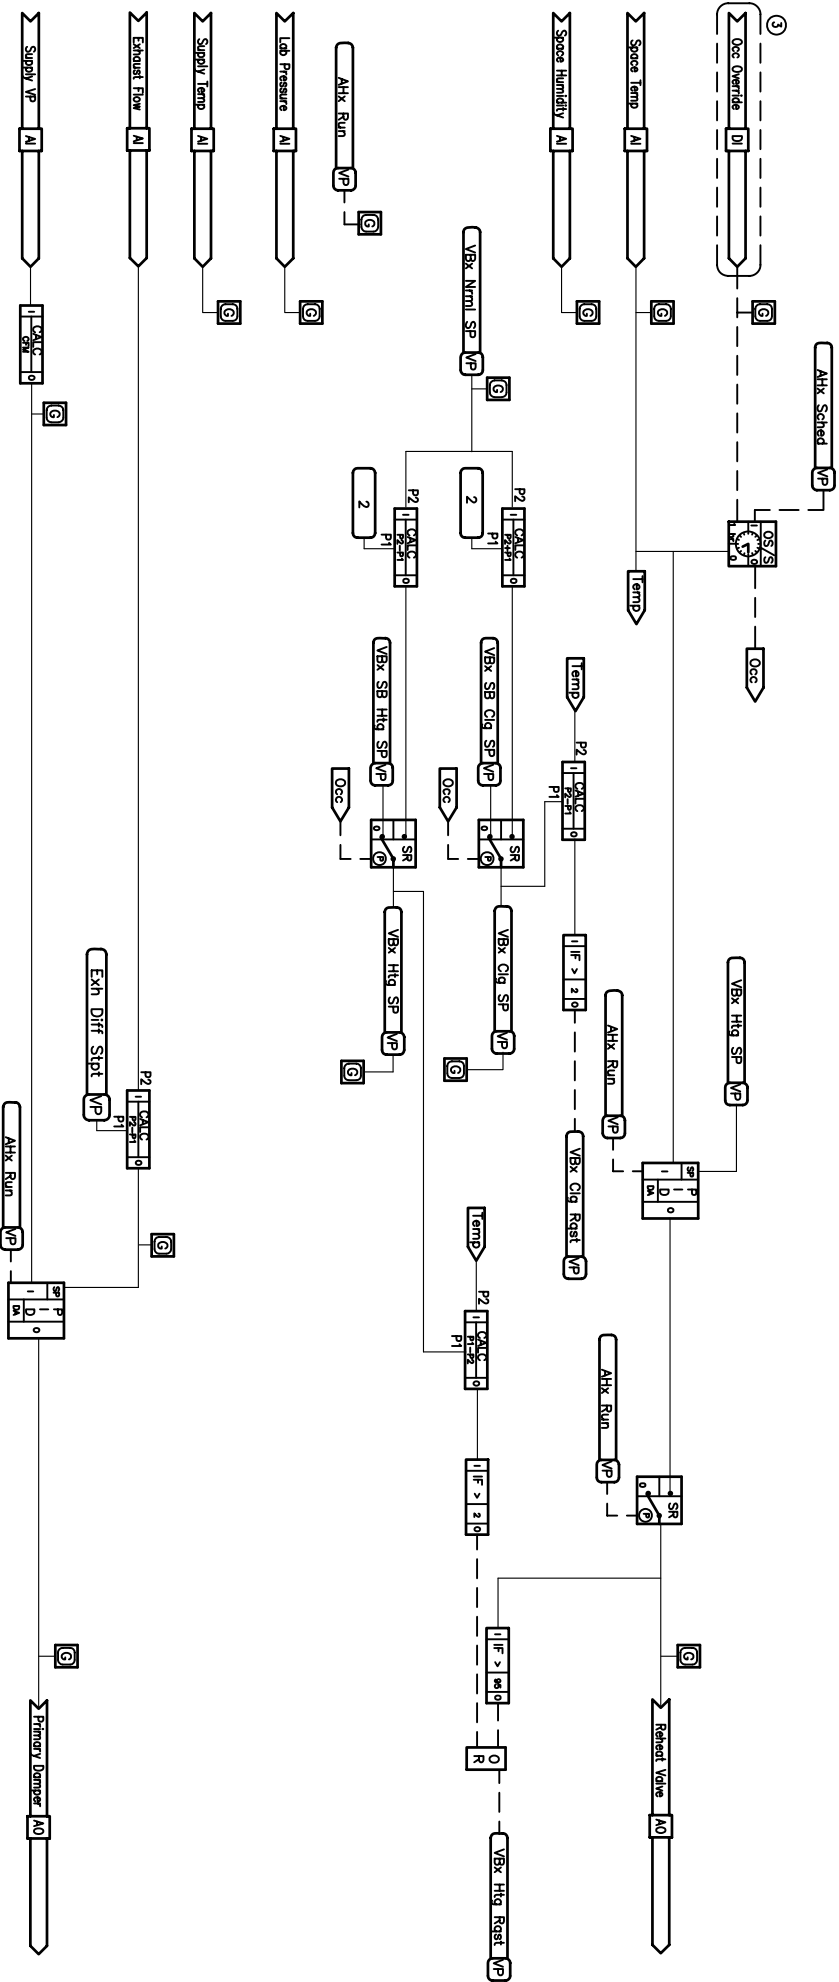 3
Occ Override DI
G
AHx Sched VP
OS/S
I O
I O
Occ
Space Temp AI
G
Temp
VBx Htg SP VP
AHx Run VP
SP
I
P
I
D
DA
O
AHx Run VP
SR
O
P
G
Reheat Valve AO
Space Humidity AI
G
Temp
P2
I CALC O
P2-P1
P1
I IF > 2 O
VBx Clg Rqst VP
VBx Nrml SP VP
G
2
P2
I CALC O
P2+P1
P1
VBx SB Clg SP VP
Occ
SR
O
P
VBx Clg SP VP
G
2
P2
I CALC O
P2-P1
P1
VBx SB Htg SP VP
Occ
SR
O
P
VBx Htg SP VP
G
Temp
P2
I CALC O
P1-P2
P1
I IF > 2 O
I IF > 95 O
OR
VBx Htg Rqst VP
AHx Run VP
G
Lab Pressure AI
G
Supply Temp AI
G
Exhaust Flow AI
Exh Diff Stpt VP
P2
I CALC O
P2-P1
P1
G
Supply VP AI
I CALC O
CFM
G
AHx Run VP
SP
I
P
I
D
DA
O
G
Primary Damper AO